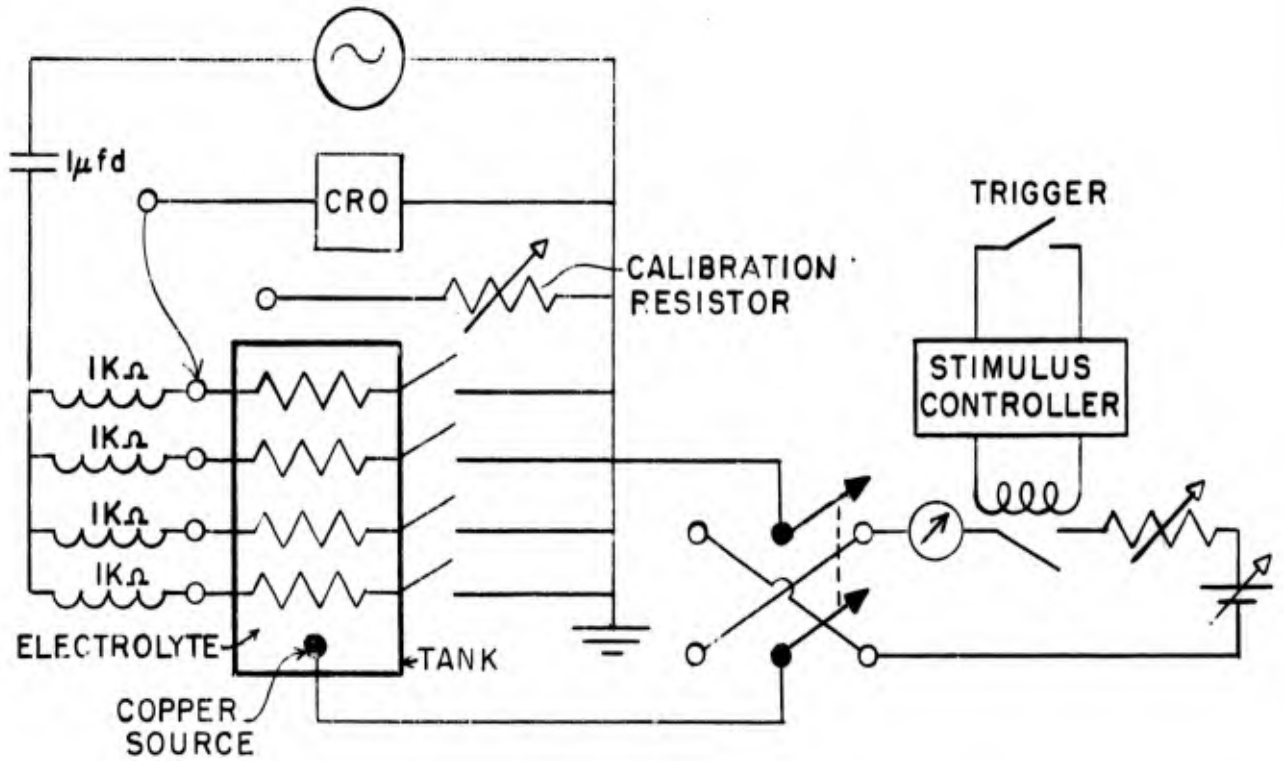 1µfd
CRO
TRIGGER
CALIBRATION
RESISTOR
STIMULUS
CONTROLLER
1KΩ
1KΩ
1KΩ
1KΩ
ELECTROLYTE
TANK
COPPER
SOURCE